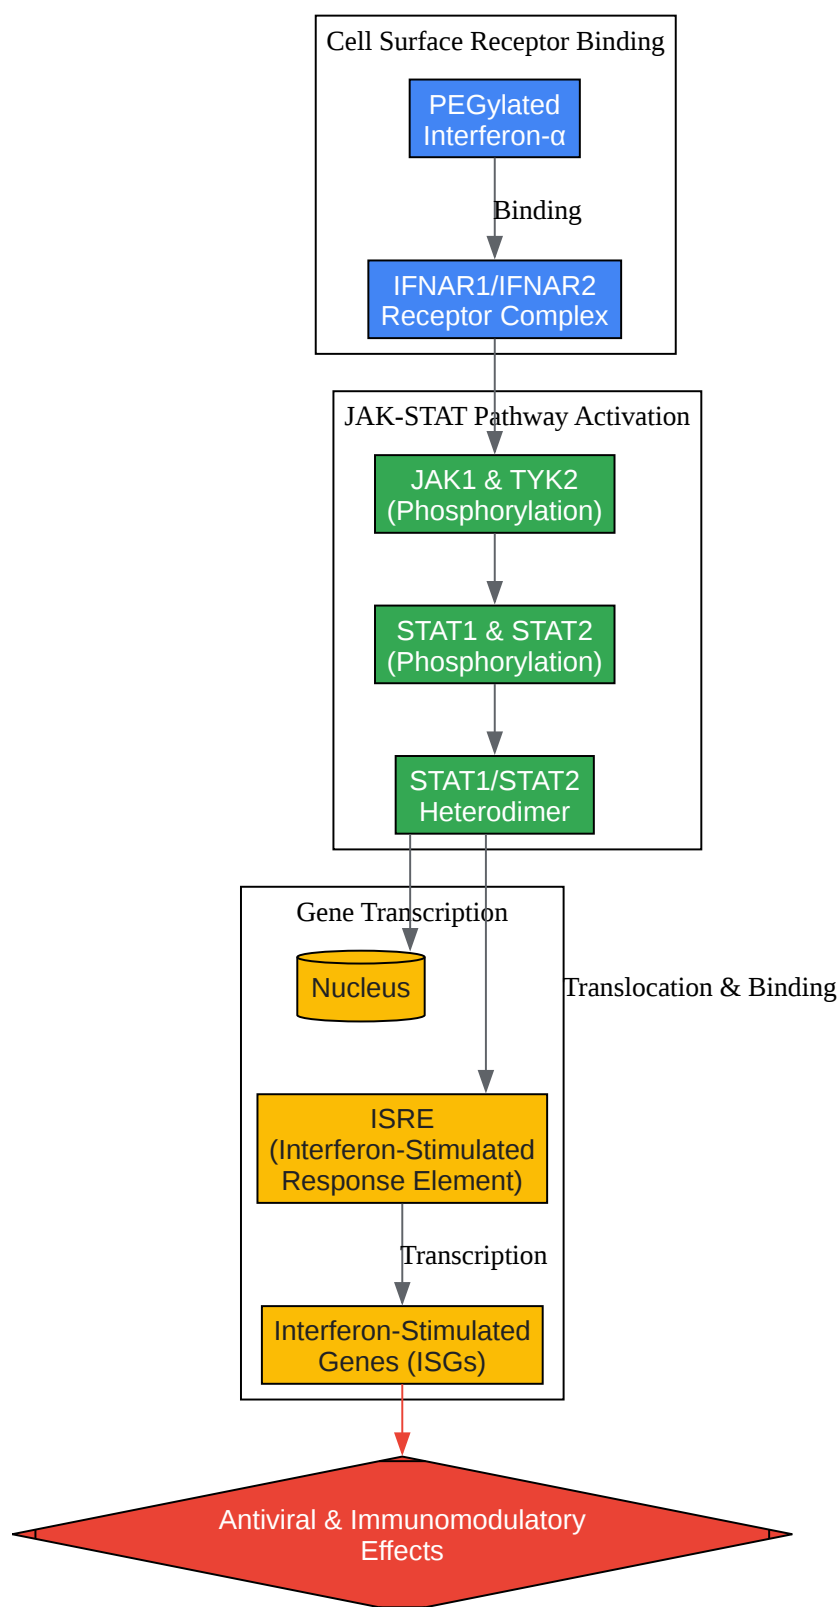 Cell Surface Receptor Binding
PEGylated
Interferon-α
Binding
IFNAR1/IFNAR2
Receptor Complex
JAK-STAT Pathway Activation
JAK1 & TYK2
(Phosphorylation)
STAT1 & STAT2
(Phosphorylation)
STAT1/STAT2
Heterodimer
Gene Transcription
Nucleus
Translocation & Binding
ISRE
(Interferon-Stimulated
Response Element)
Transcription
Interferon-Stimulated
Genes (ISGs)
Antiviral & Immunomodulatory
Effects